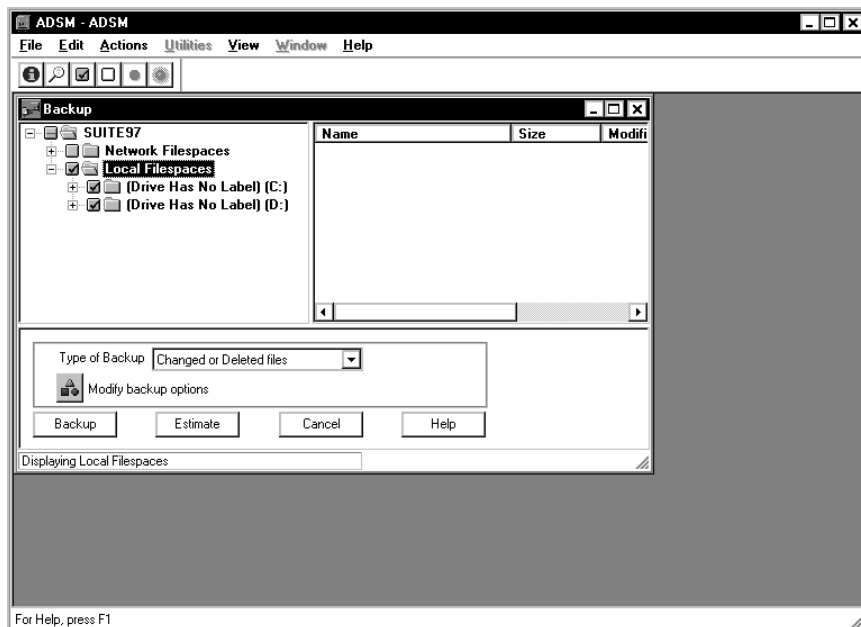 ADSM - ADSM
File Edit Actions Utilities View Window Help
Backup
SUITE97
Network Filespaces
Local Filespaces
(Drive Has No Label) (C:)
(Drive Has No Label) (D:)
Name Size Modifi
Type of Backup Changed or Deleted files
Modify backup options
Backup Estimate Cancel Help
Displaying Local Filespaces
For Help, press F1